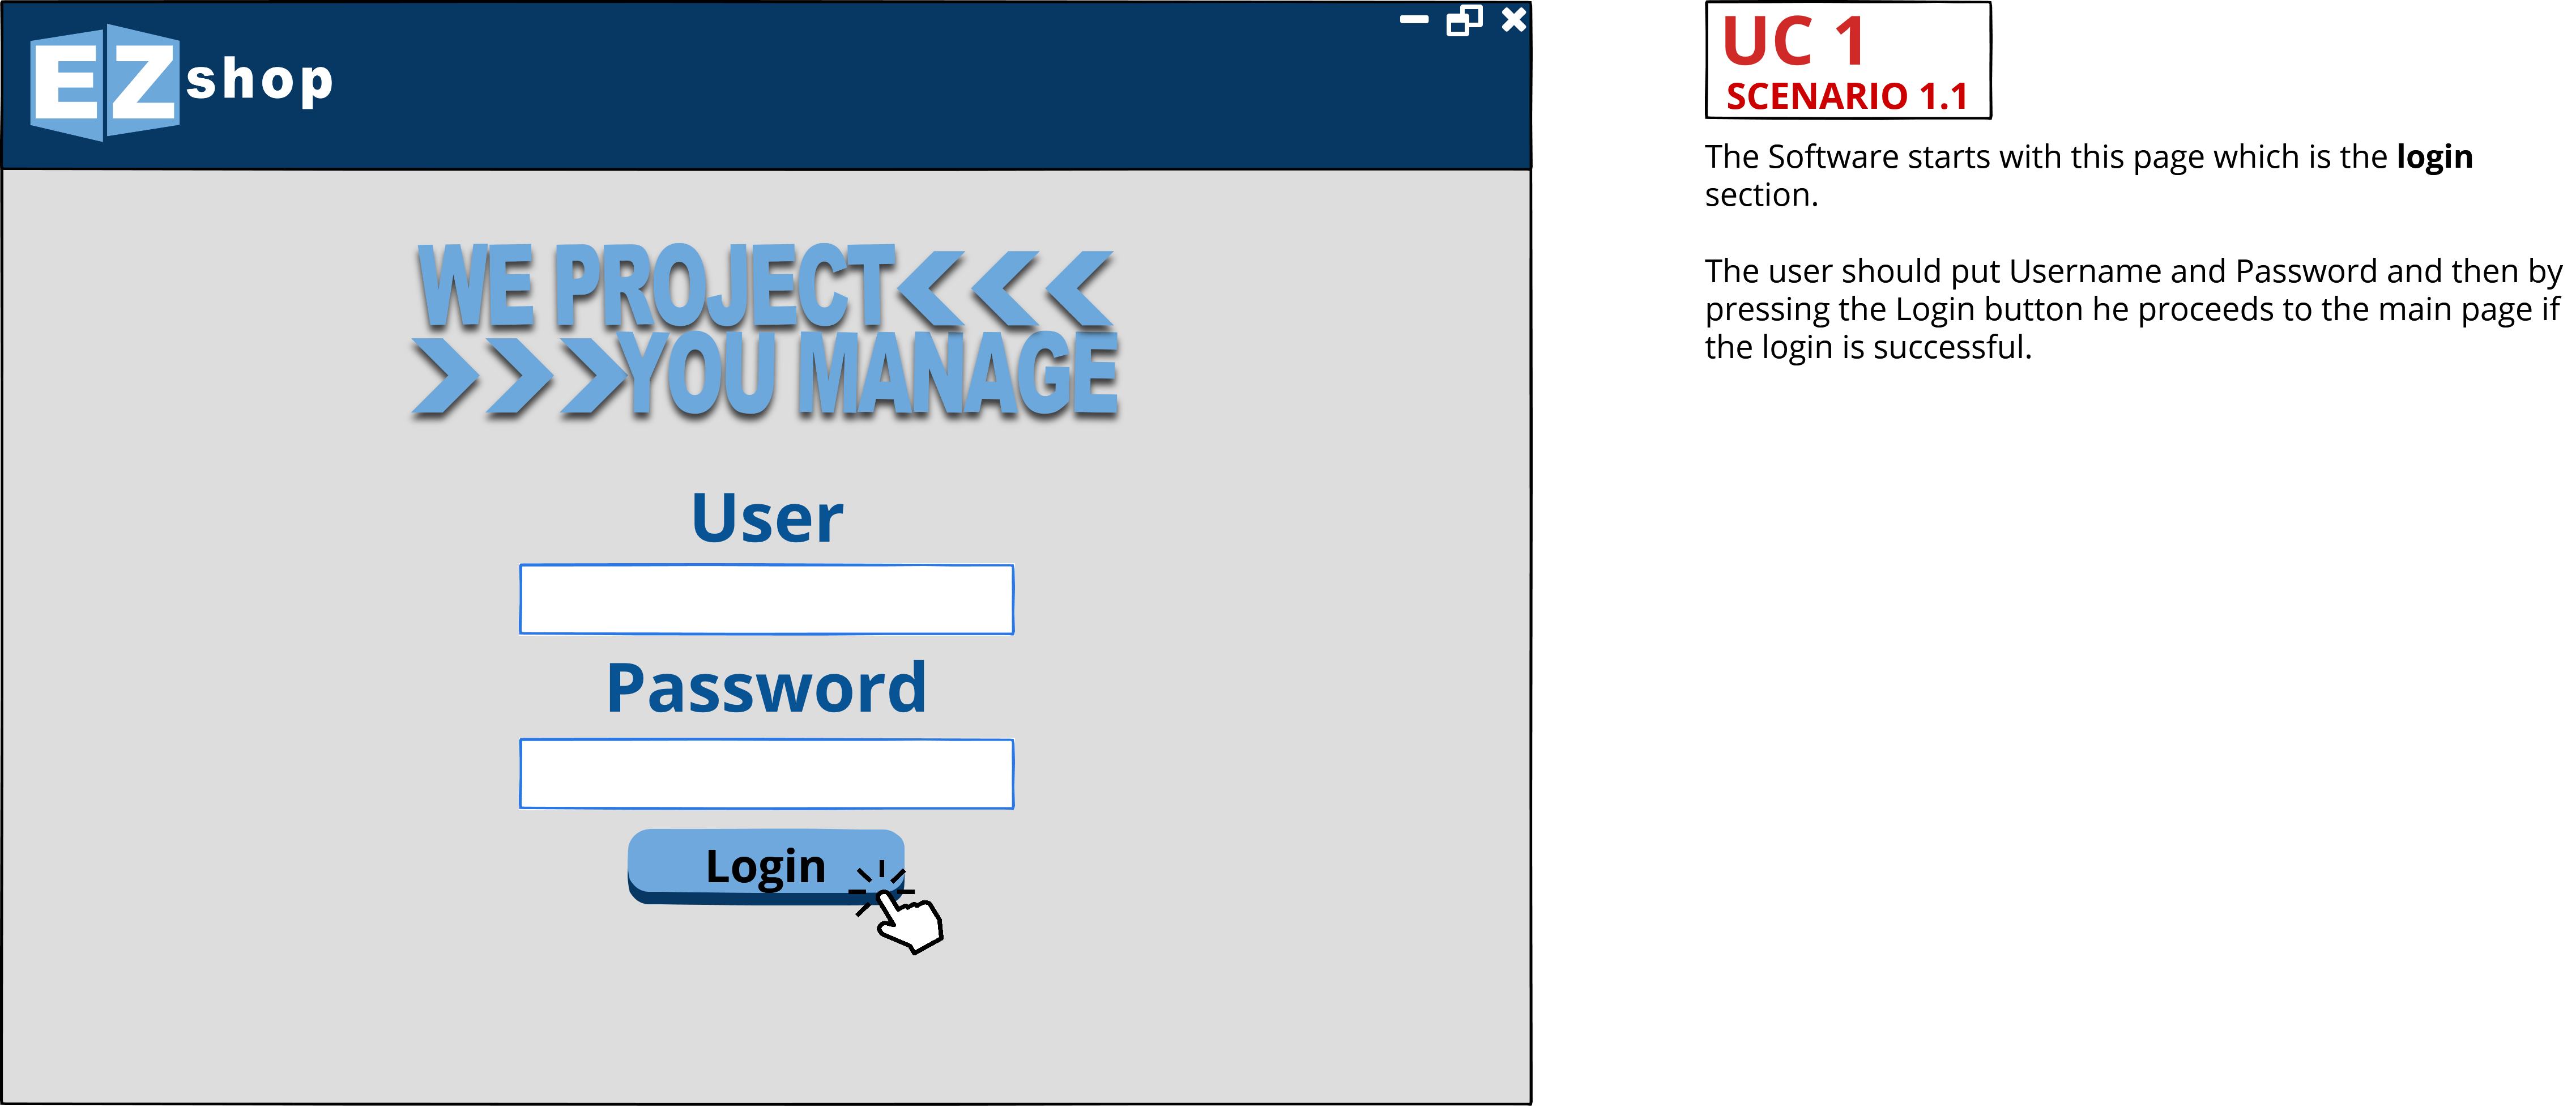 EZ shop
WE PROJECT
YOU MANAGE
User
Password
Login
UC 1
SCENARIO 1.1
The Software starts with this page which is the login
section.
The user should put Username and Password and then by
pressing the Login button he proceeds to the main page if
the login is successful.